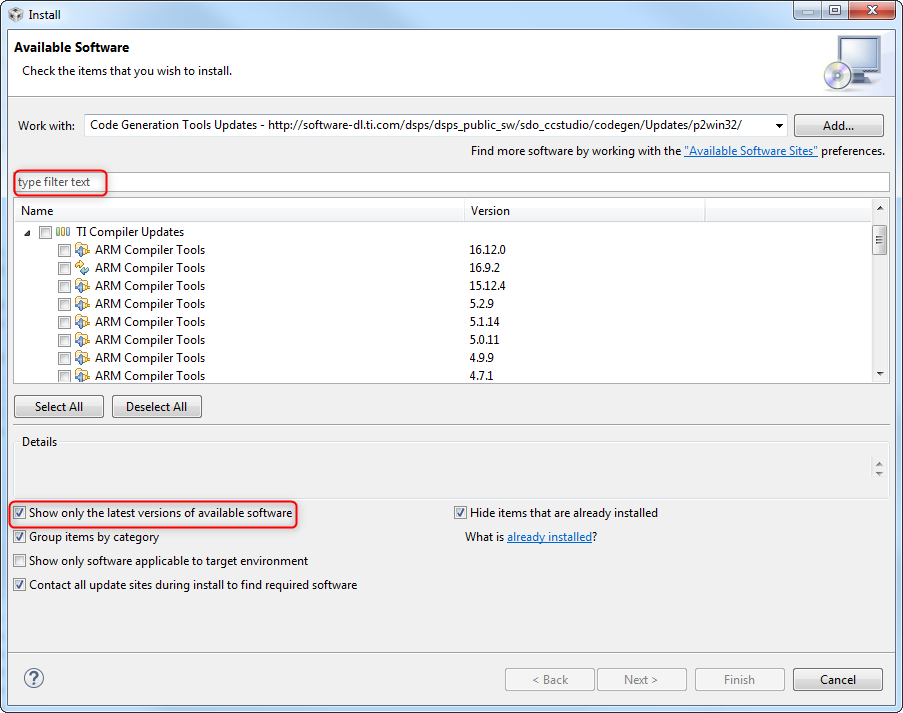 Install
Available Software
Check the items that you wish to install.
Work with: Code Generation Tools Updates - http://software-dl.ti.com/dsps/dsps_public_sw/sdo_ccstudio/codegen/Updates/p2win32/ Add...
Find more software by working with the "Available Software Sites" preferences.
type filter text
Name Version
TI Compiler Updates
ARM Compiler Tools 16.12.0
ARM Compiler Tools 16.9.2
ARM Compiler Tools 15.12.4
ARM Compiler Tools 5.2.9
ARM Compiler Tools 5.1.14
ARM Compiler Tools 5.0.11
ARM Compiler Tools 4.9.9
ARM Compiler Tools 4.7.1
Select All Deselect All
Details
Show only the latest versions of available software Hide items that are already installed
Group items by category What is already installed?
Show only software applicable to target environment
Contact all update sites during install to find required software
? < Back Next > Finish Cancel